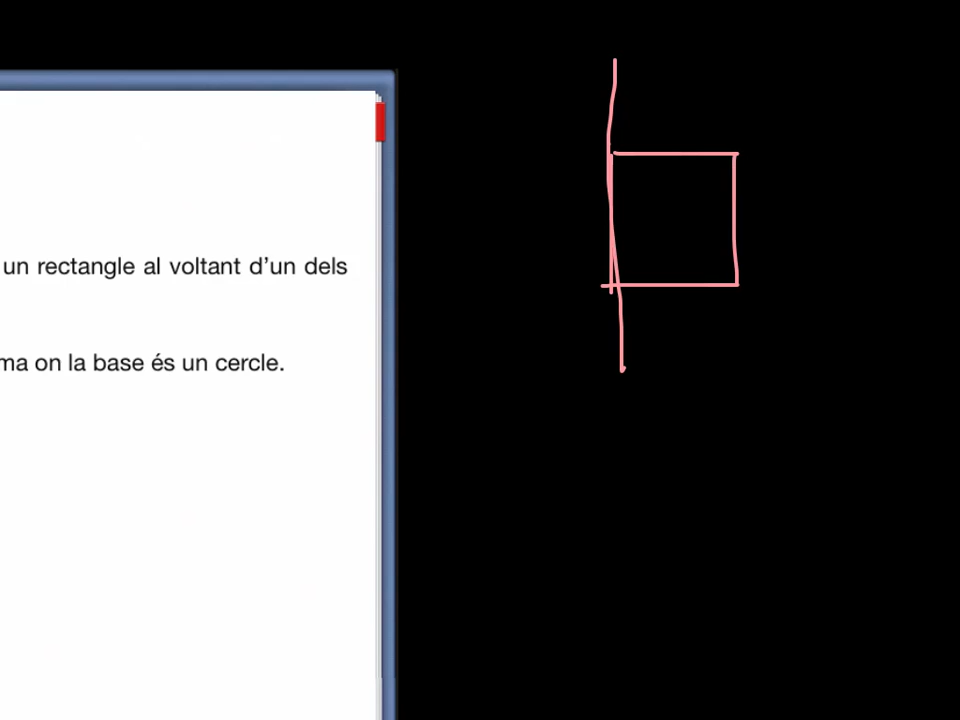 un rectangle al voltant d’un dels
ma on la base és un cercle.